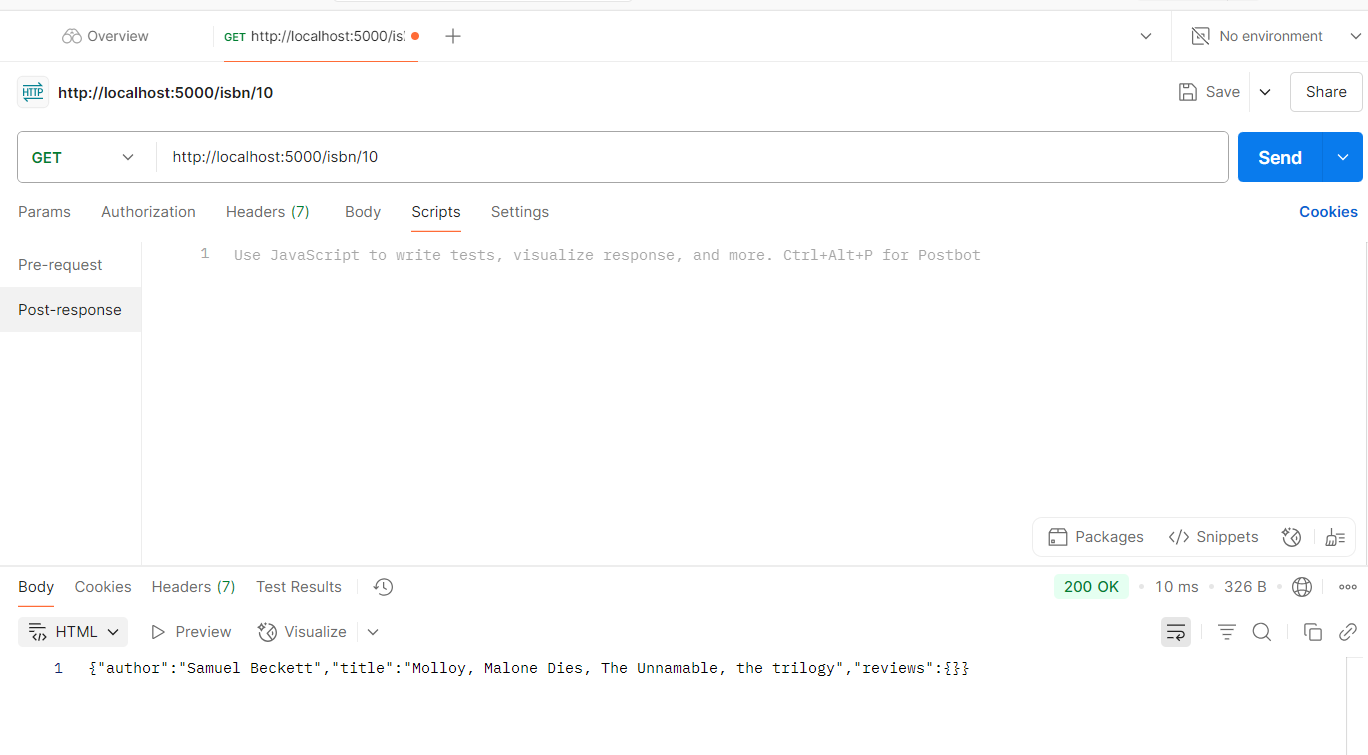 Overview
GET http://localhost:5000/is
No environment
HTTP http://localhost:5000/isbn/10
Save
Share
GET http://localhost:5000/isbn/10
Send
Params Authorization Headers (7) Body Scripts Settings Cookies
Pre-request
Post-response
1 Use JavaScript to write tests, visualize response, and more. Ctrl+Alt+P for Postbot
Packages </> Snippets
Body Cookies Headers (7) Test Results 200 OK • 10 ms • 326 B •
HTML Preview Visualize
1 {"author":"Samuel Beckett","title":"Molloy, Malone Dies, The Unnamable, the trilogy","reviews":{}}